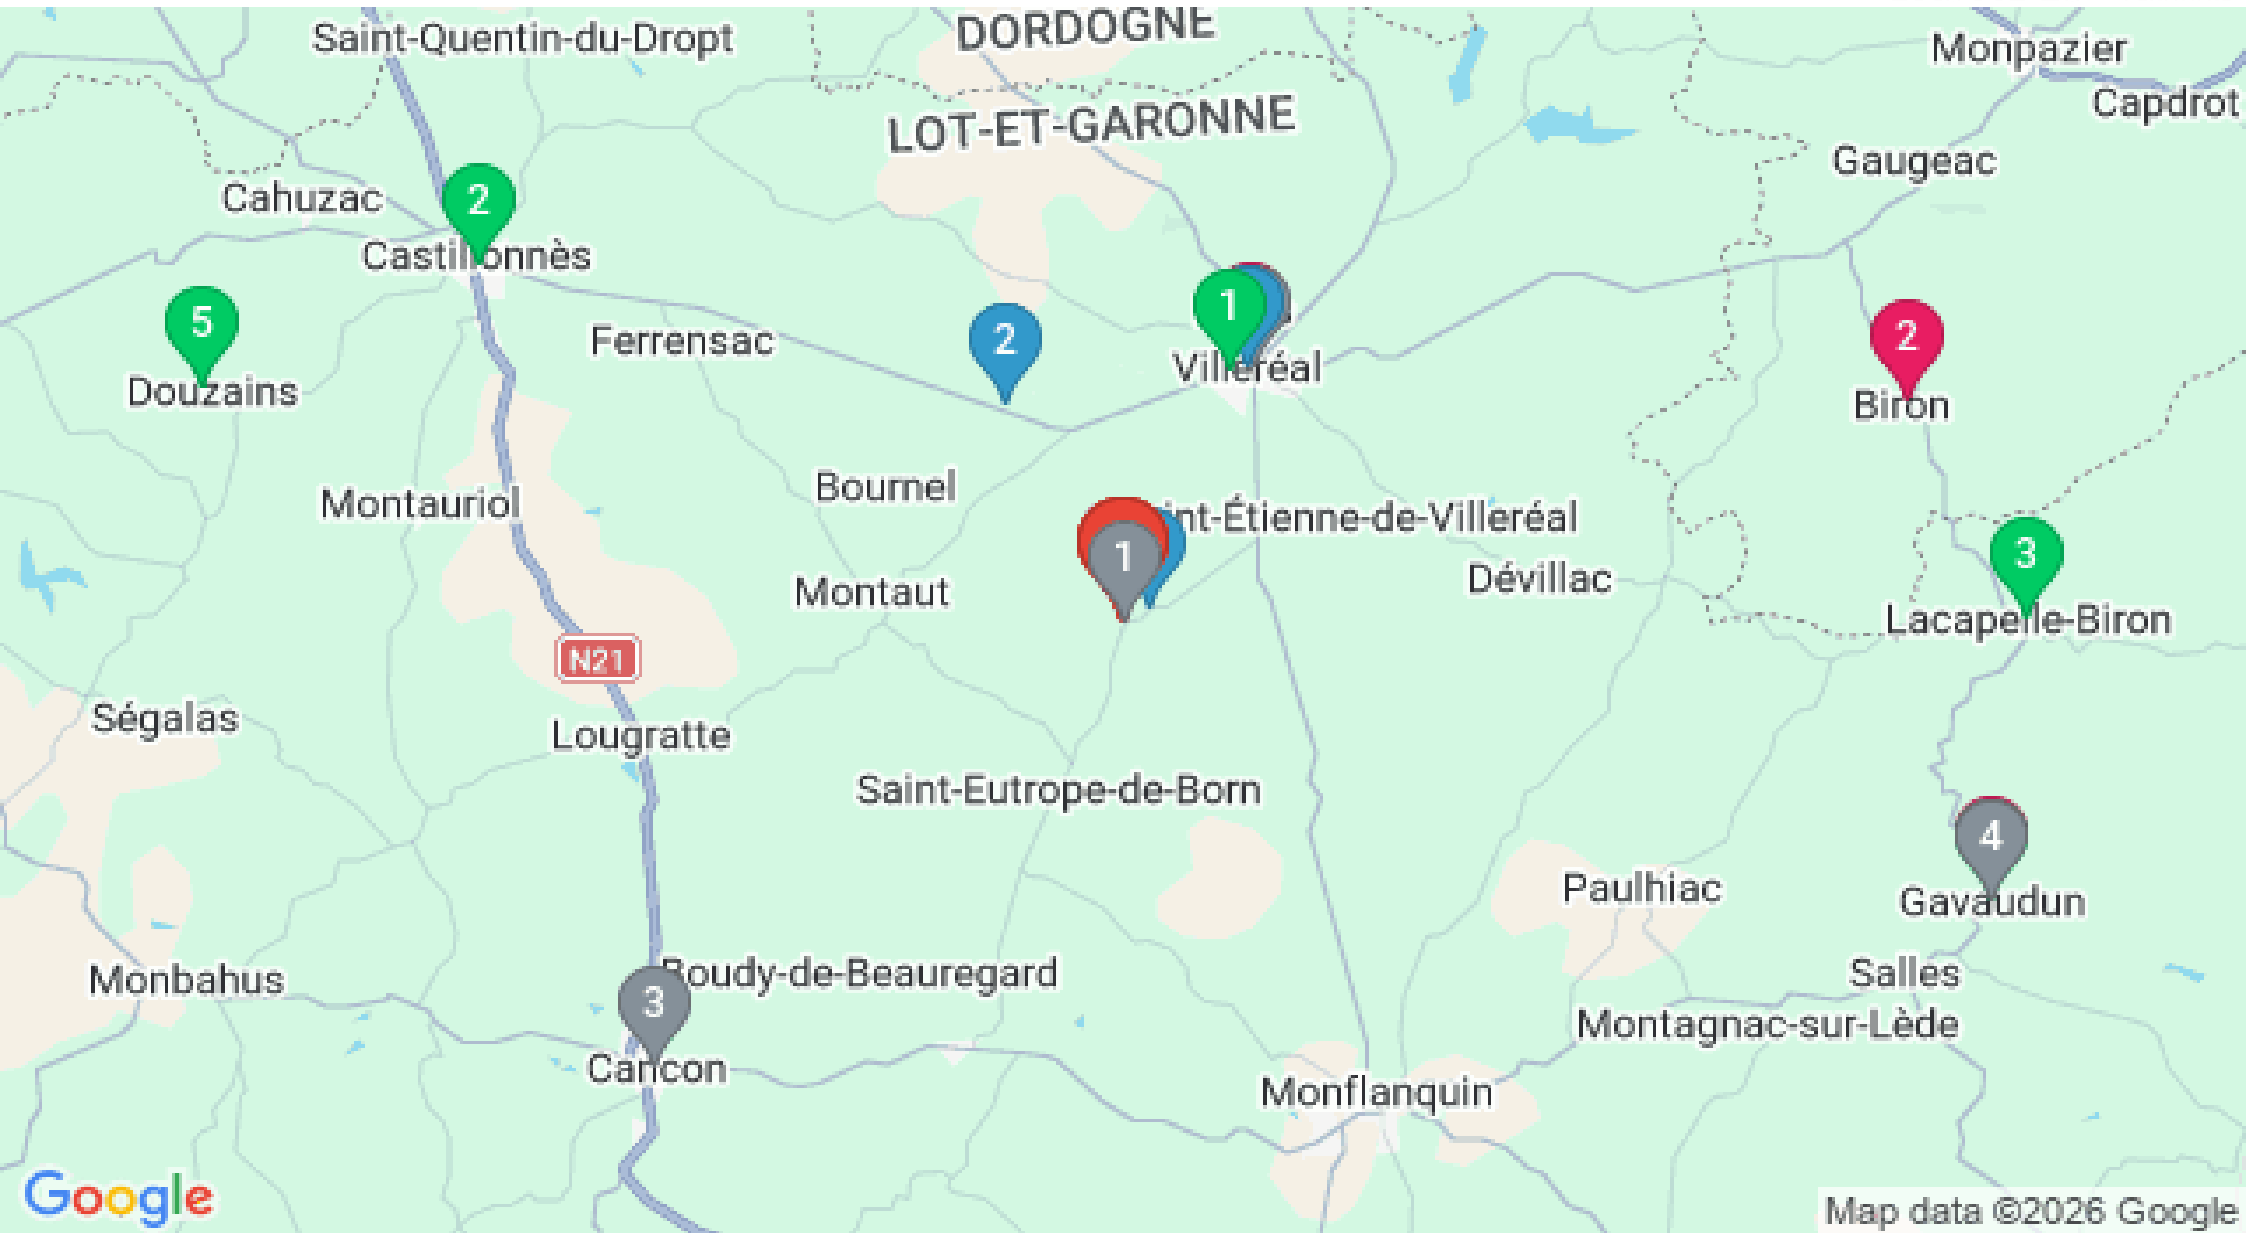 Saint-Quentin-du-Dropt
DORDOGNE
Monpazier
Capdrot
LOT-ET-GARONNE
Gaugeac
Cahuzac
2
Castillonnès
5
Douzains
Ferrensac
2
1
Villeréal
2
Biron
Montauriol
Bournel
int-Étienne-de-Villeréal
1
3
Montaut
Dévillac
Lacapelle-Biron
N21
Ségalas
Lougratte
Saint-Eutrope-de-Born
4
Paulhiac
Gavaudun
Monbahus
oudy-de-Beauregard
Salles
3
Montagnac-sur-Lède
Cancon
Monflanquin
Google
Map data ©2026 Google